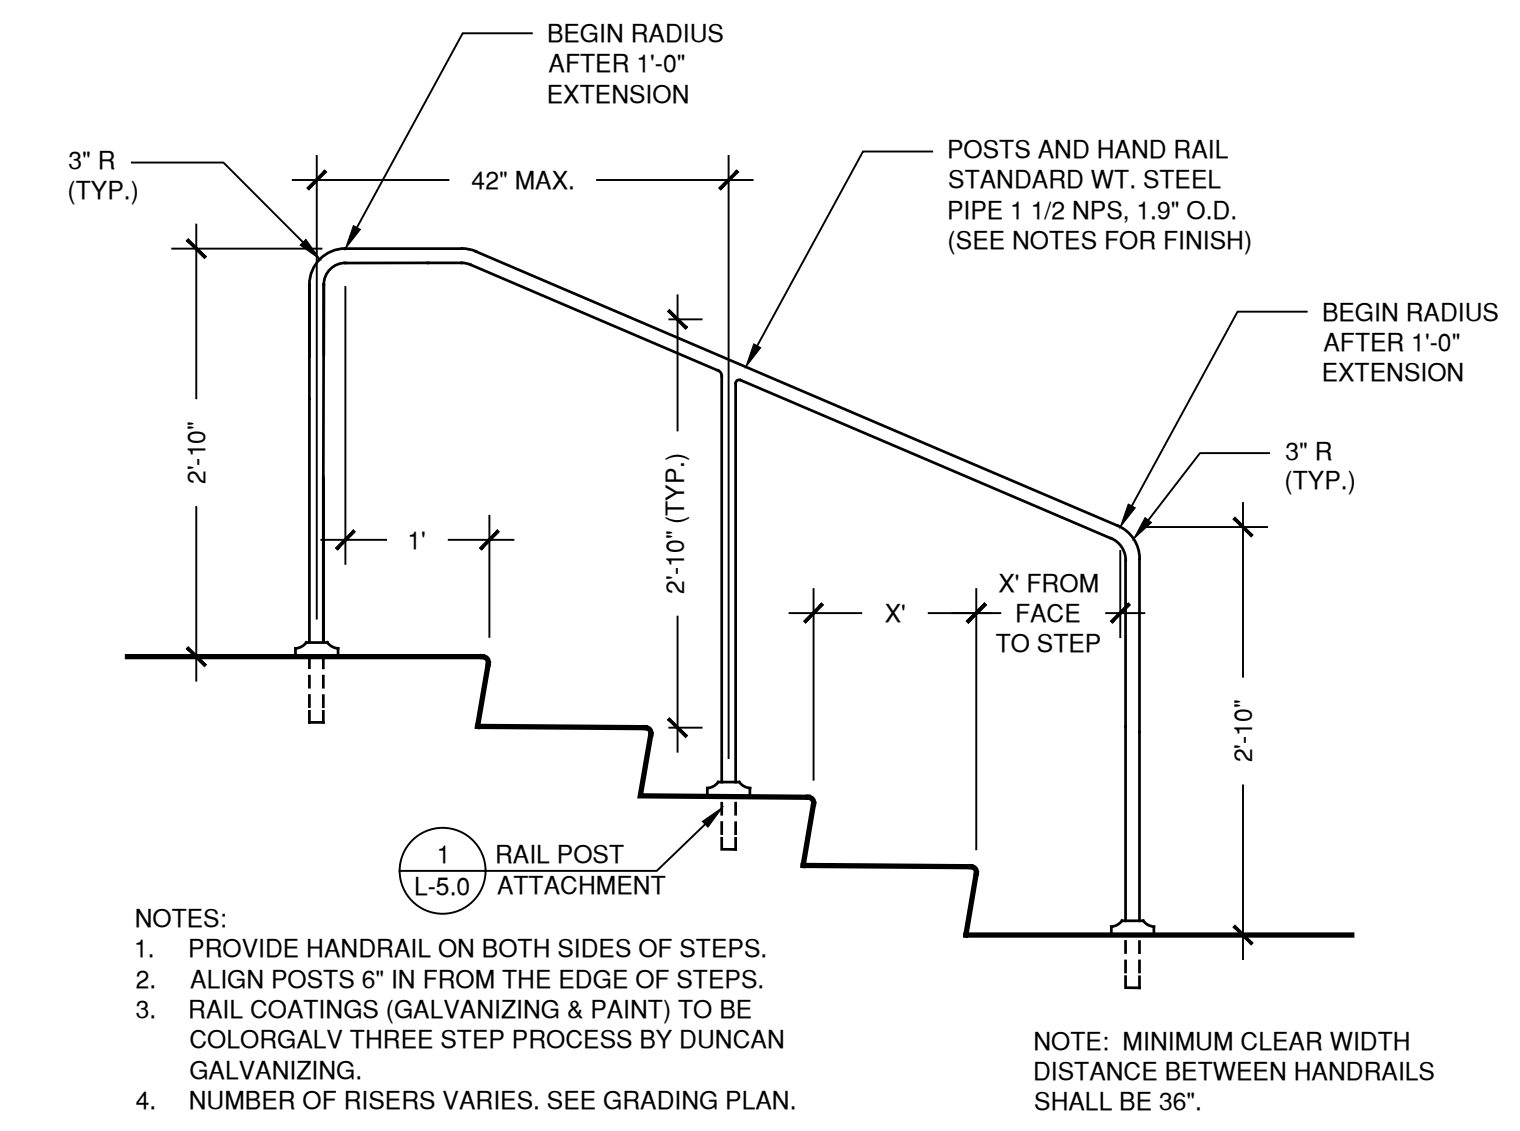 BEGIN RADIUS
AFTER 1'-0"
EXTENSION
3" R
(TYP.)
42" MAX.
POSTS AND HAND RAIL
STANDARD WT. STEEL
PIPE 1 1/2 NPS, 1.9" O.D.
(SEE NOTES FOR FINISH)
BEGIN RADIUS
AFTER 1'-0"
EXTENSION
3" R
(TYP.)
2'-10"
1'
2'-10" (TYP.)
X'
X' FROM
FACE
TO STEP
2'-10"
1
L-5.0
RAIL POST
ATTACHMENT
NOTES:
1. PROVIDE HANDRAIL ON BOTH SIDES OF STEPS.
2. ALIGN POSTS 6" IN FROM THE EDGE OF STEPS.
3. RAIL COATINGS (GALVANIZING & PAINT) TO BE
COLORGALV THREE STEP PROCESS BY DUNCAN
GALVANIZING.
4. NUMBER OF RISERS VARIES. SEE GRADING PLAN.
NOTE: MINIMUM CLEAR WIDTH
DISTANCE BETWEEN HANDRAILS
SHALL BE 36".